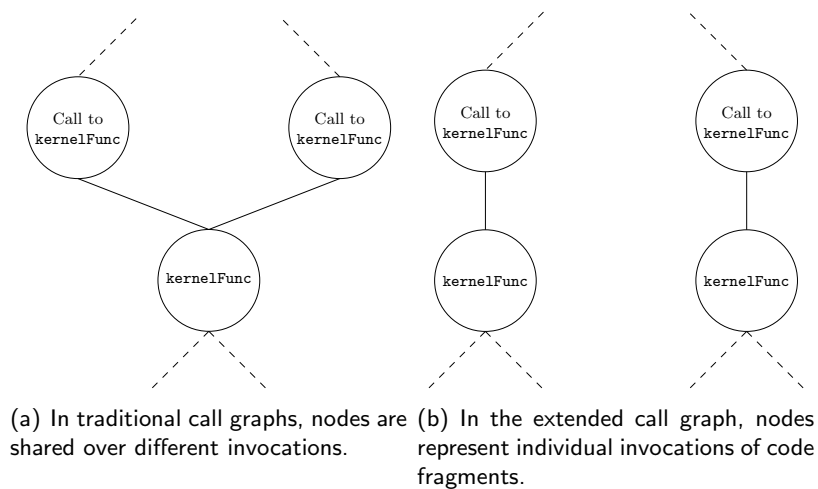 Call to
kernelFunc
Call to
kernelFunc
kernelFunc
(a) In traditional call graphs, nodes are
shared over different invocations.
Call to
kernelFunc
Call to
kernelFunc
kernelFunc
kernelFunc
(b) In the extended call graph, nodes
represent individual invocations of code
fragments.